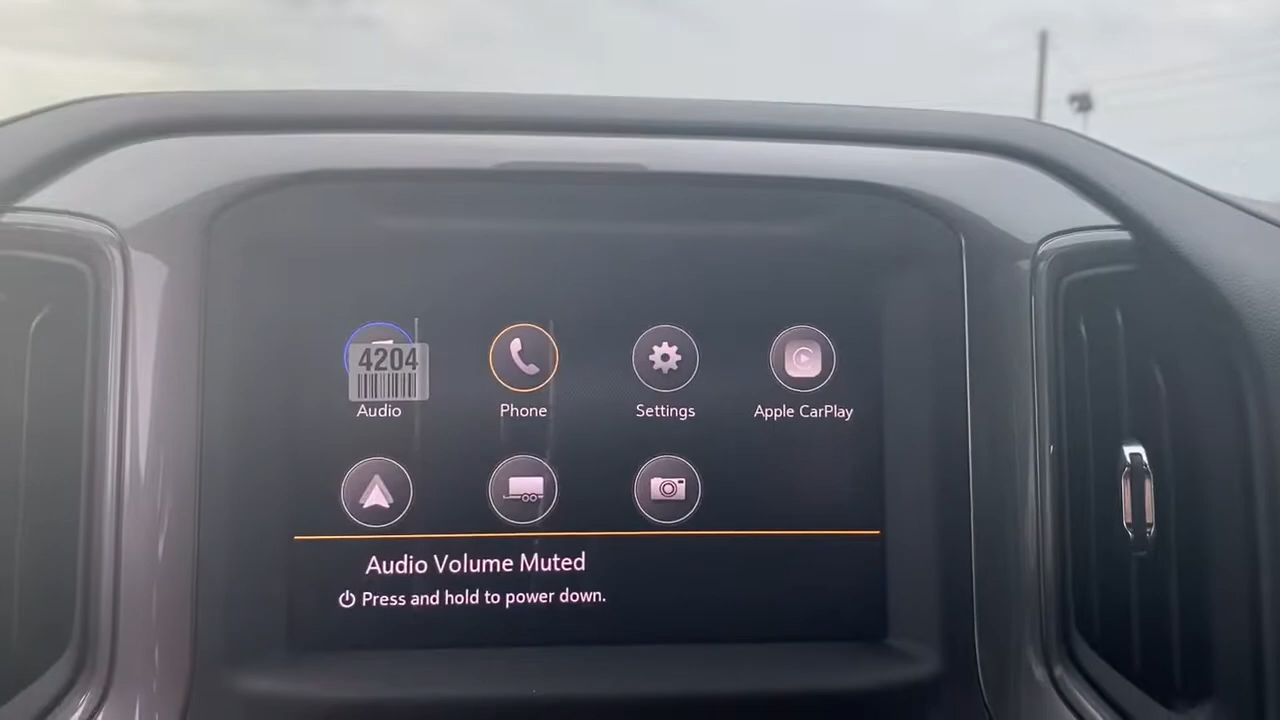 4204
Audio
Phone
Settings
Apple CarPlay
Audio Volume Muted
Press and hold to power down.